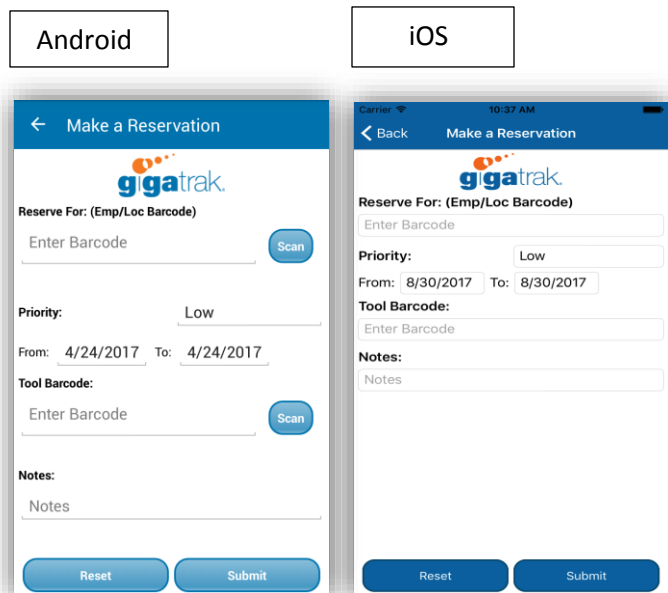 Android
Make a Reservation
gigatrak.
Reserve For: (Emp/Loc Barcode)
Enter Barcode
Scan
Priority:
Low
From: 4/24/2017 To: 4/24/2017
Tool Barcode:
Enter Barcode
Scan
Notes:
Notes
Reset
Submit
iOS
Carrier 10:37 AM
Back Make a Reservation
gigatrak.
Reserve For: (Emp/Loc Barcode)
Enter Barcode
Priority:
Low
From: 8/30/2017 To: 8/30/2017
Tool Barcode:
Enter Barcode
Notes:
Notes
Reset
Submit